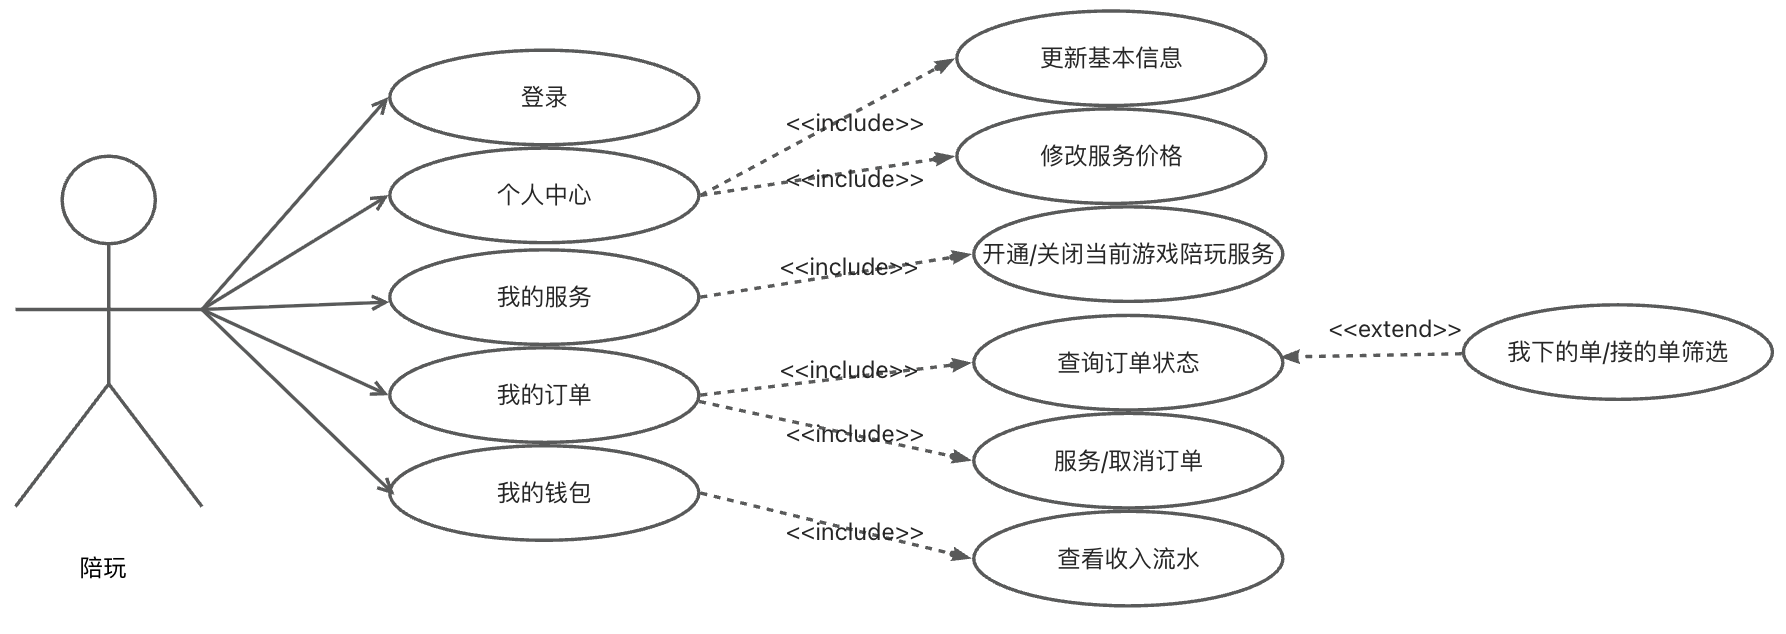 登录
个人中心
我的服务
我的订单
我的钱包
陪玩
<<include>>
<<include>>
<<include>>
<<include>>
<<include>>
<<include>>
更新基本信息
修改服务价格
开通/关闭当前游戏陪玩服务
查询订单状态
服务/取消订单
查看收入流水
<<extend>>
我下的单/接的单筛选